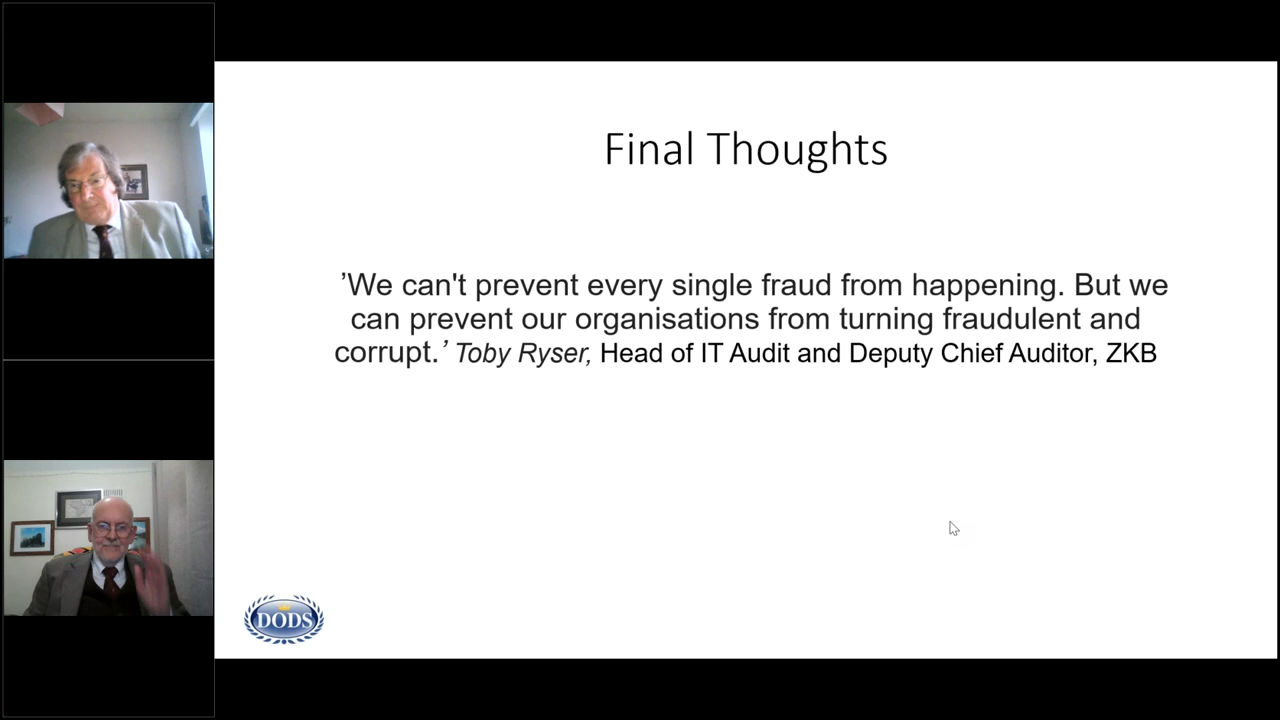 Final Thoughts
’We can't prevent every single fraud from happening. But we
can prevent our organisations from turning fraudulent and
corrupt.’ Toby Ryser, Head of IT Audit and Deputy Chief Auditor, ZKB
DODS